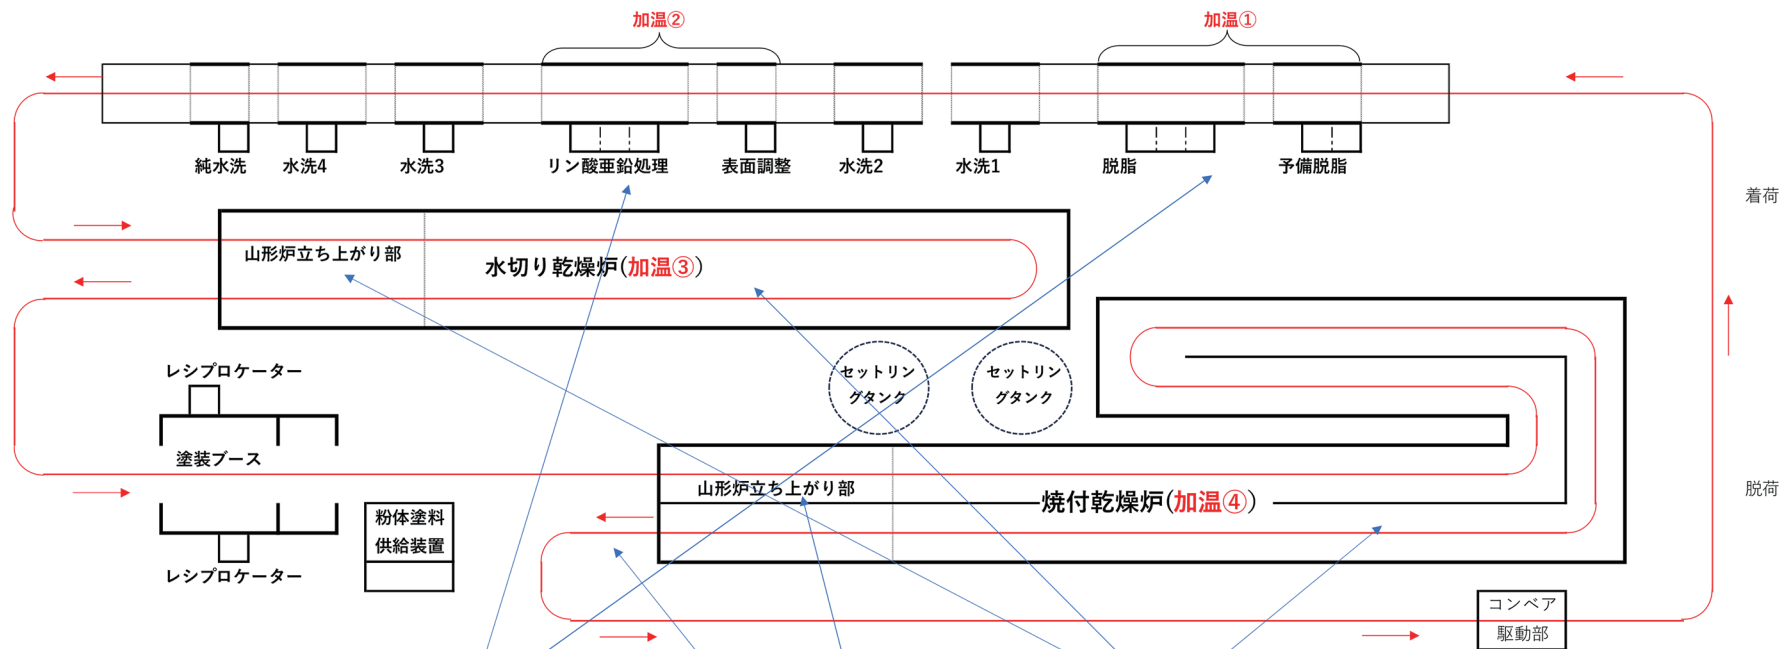 加温②
加温①
純水洗
水洗4
水洗3
リン酸亜鉛処理
表面調整
水洗2
水洗1
脱脂
予備脱脂
着荷
山形炉立ち上がり部
水切り乾燥炉(加温③)
レシプロケーター
セットリン
グタンク
セットリン
グタンク
塗装ブース
山形炉立ち上がり部
焼付乾燥炉(加温④)
脱荷
粉体塗料
供給装置
レシプロケーター
コンベア
駆動部